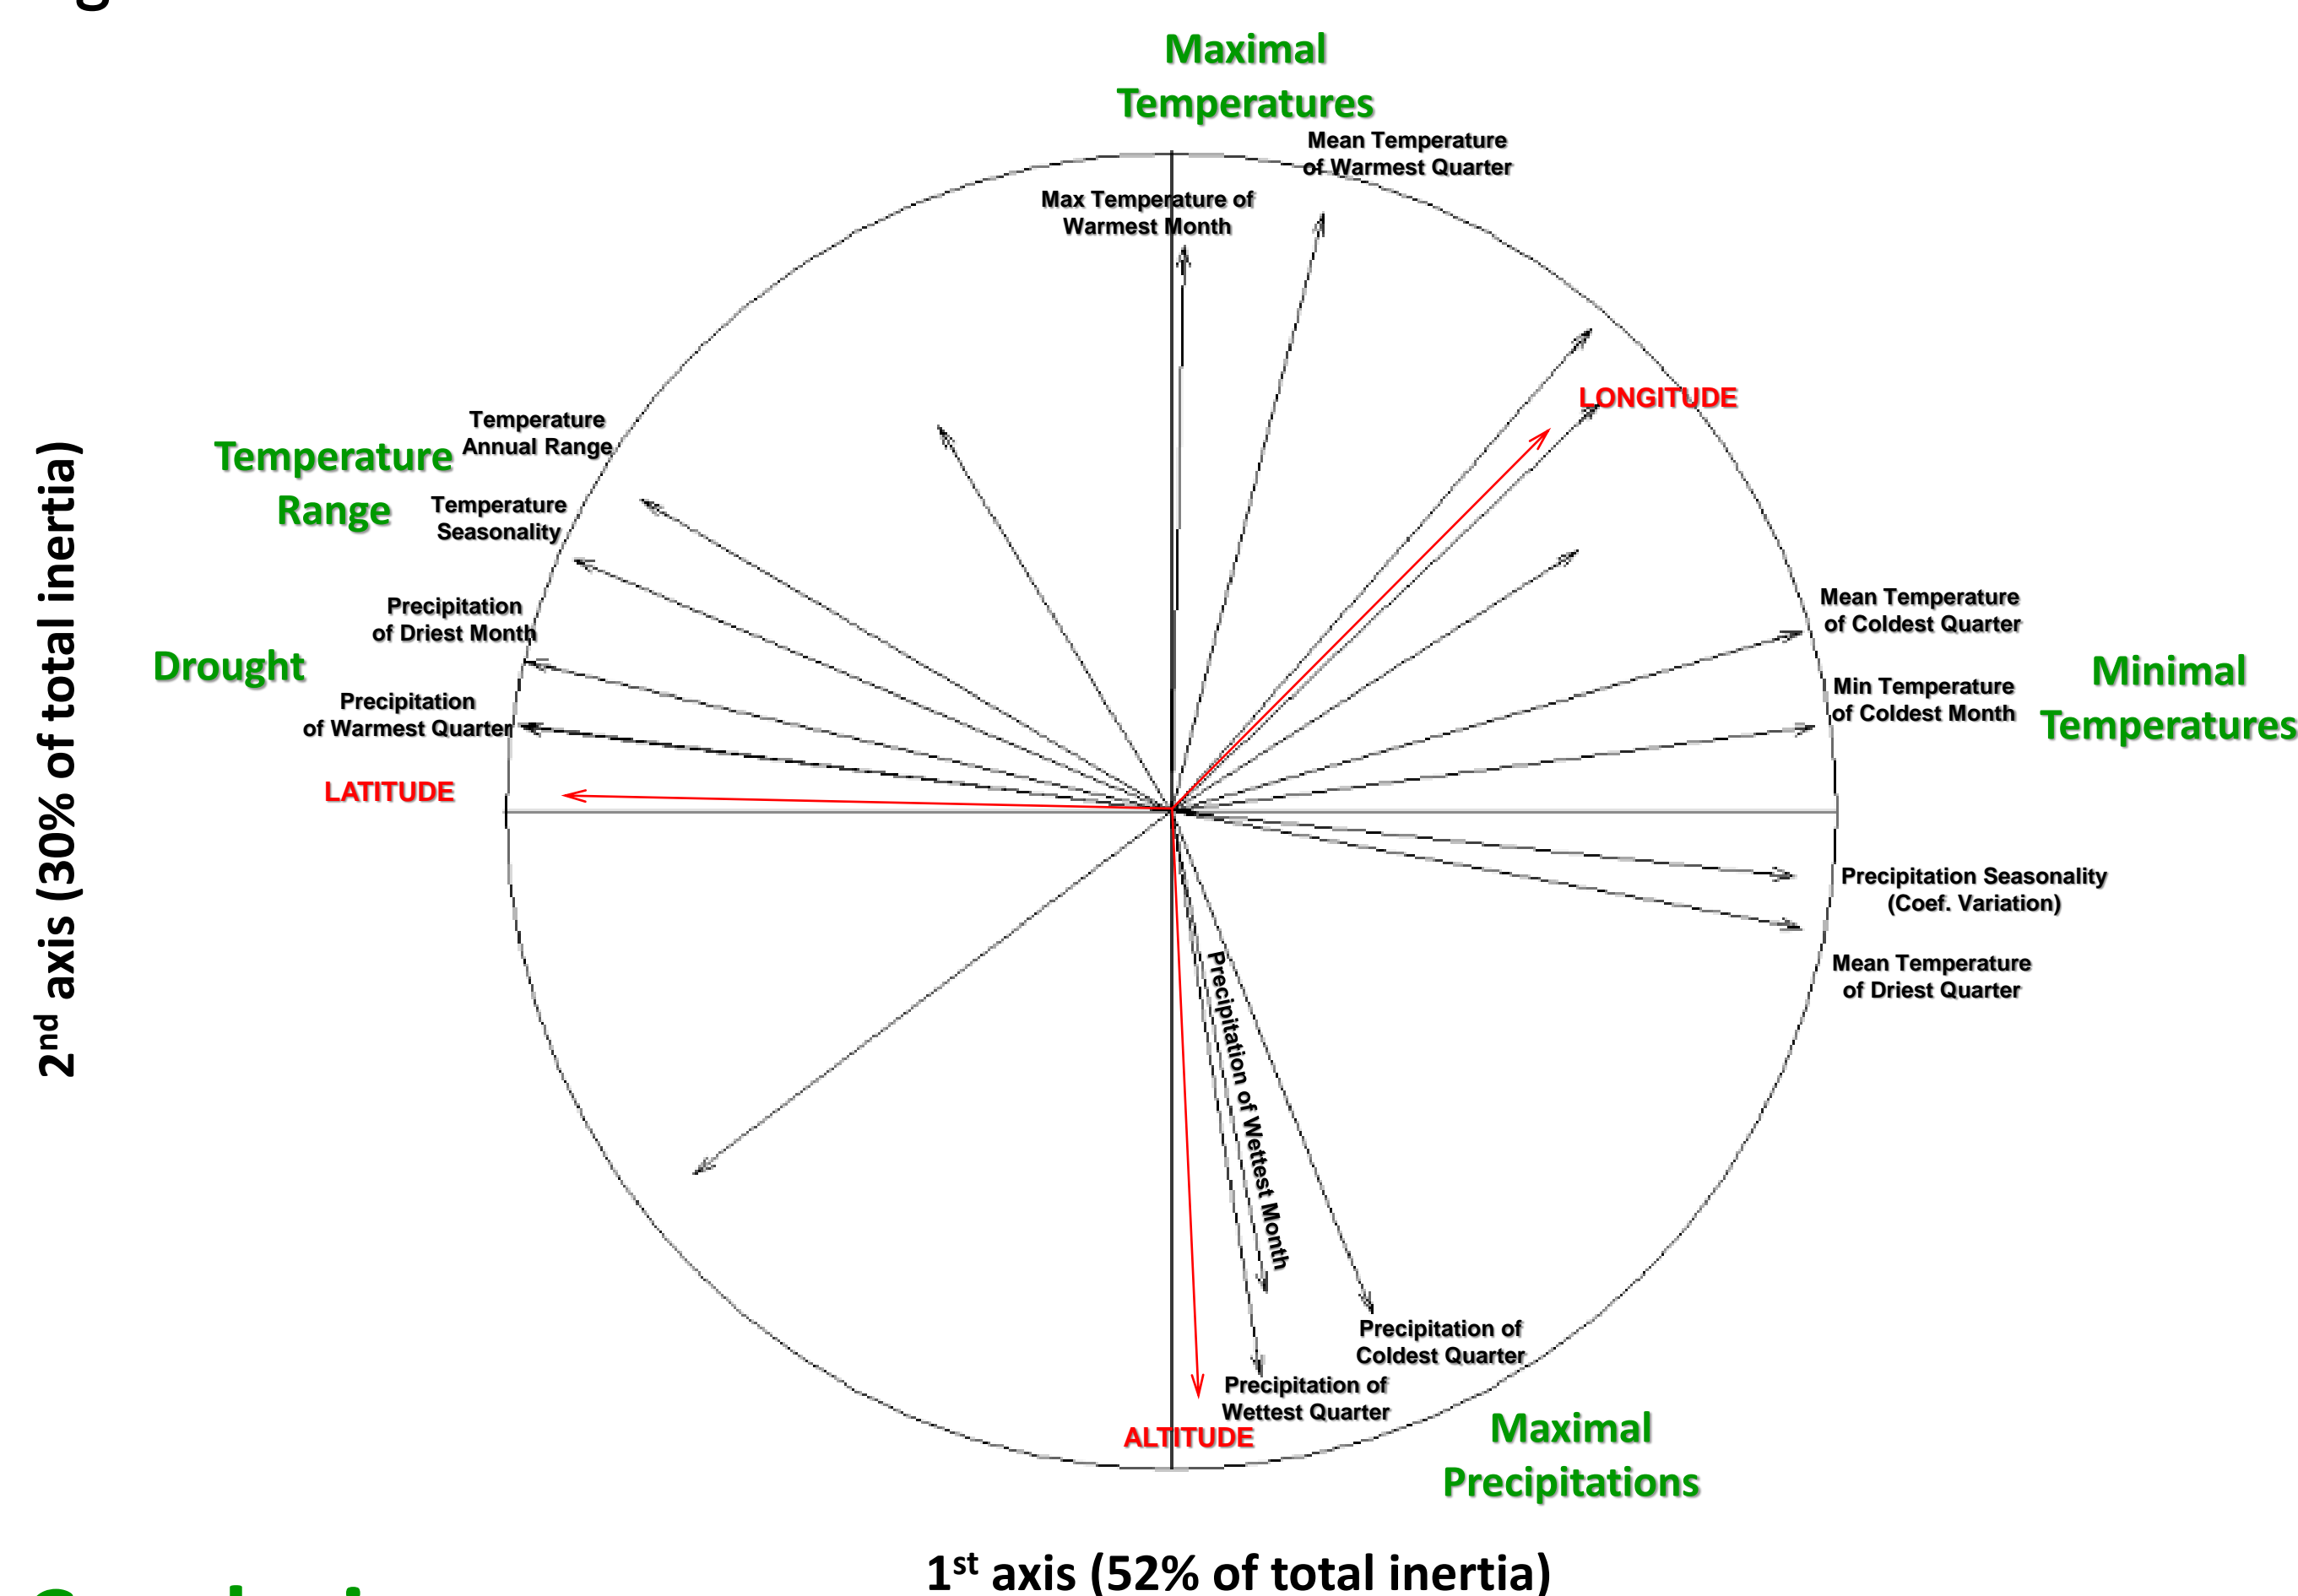 Maximal
Temperatures
Mean Temperature
of Warmest Quarter
Max Temperature of
Warmest Month
LONGITUDE
Temperature
Annual Range
Temperature
Range
Temperature
Seasonality
Precipitation
of Driest Month
Drought
Precipitation
of Warmest Quarter
LATITUDE
Mean Temperature
of Coldest Quarter
Min Temperature
of Coldest Month
Minimal
Temperatures
Precipitation Seasonality
(Coef. Variation)
Mean Temperature
of Driest Quarter
Precipitation of Wettest Month
Precipitation of
Coldest Quarter
Precipitation of
Wettest Quarter
ALTITUDE
Maximal
Precipitations
2nd axis (30% of total inertia)
1st axis (52% of total inertia)